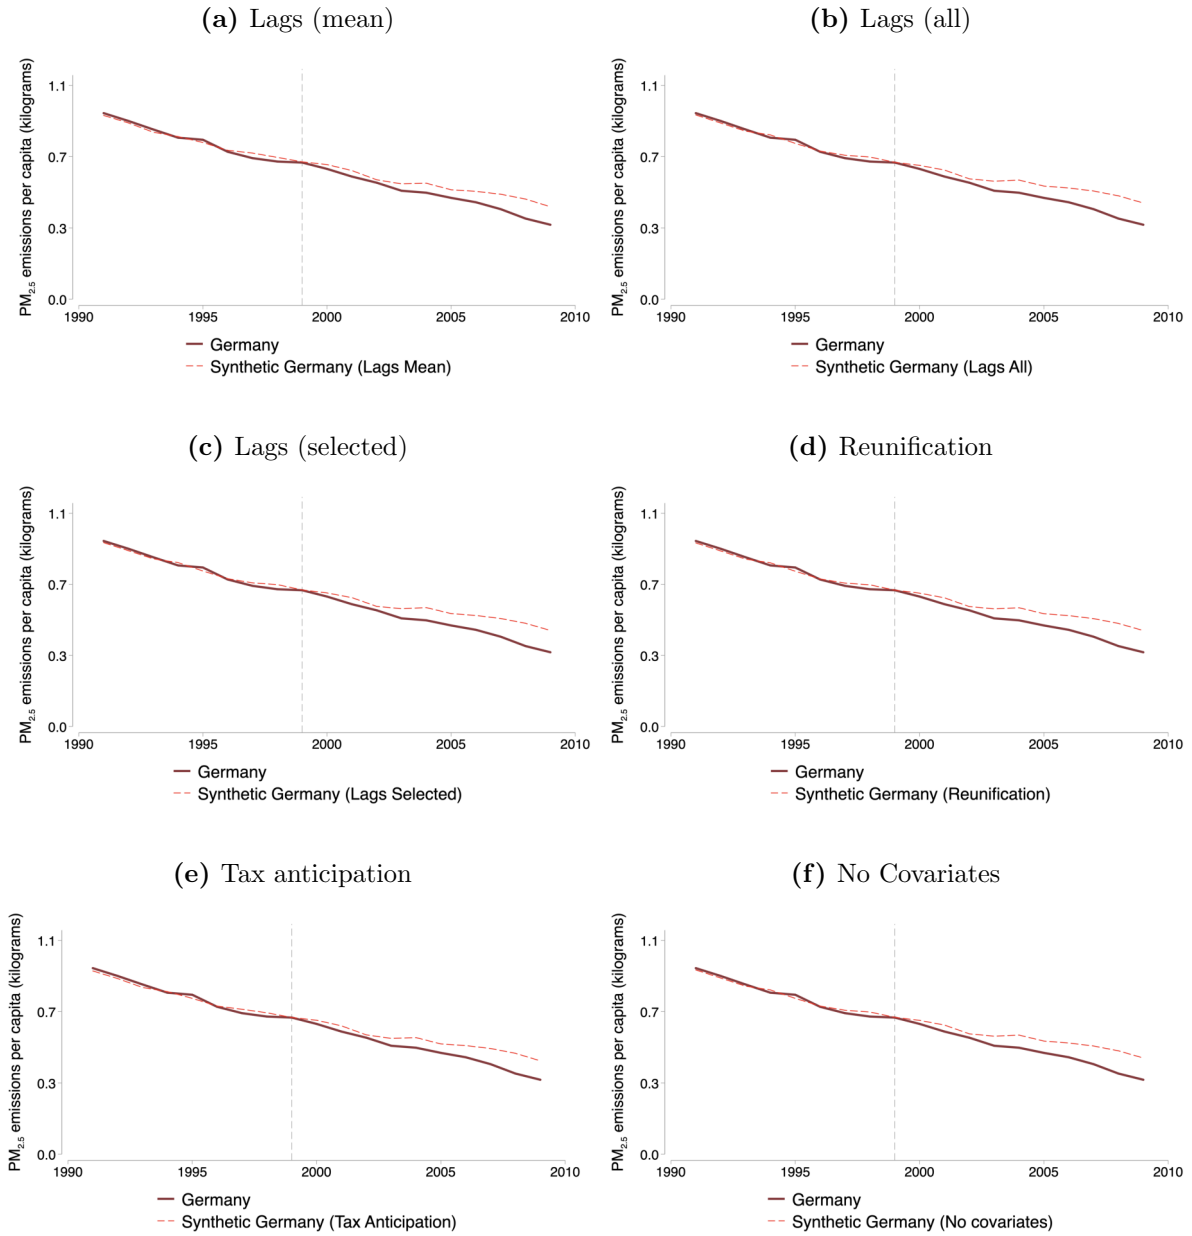 (a) Lags (mean)
PM2.5 emissions per capita (kilograms)
1.1
0.7
0.3
0.0
1990 1995 2000 2005 2010
Germany
Synthetic Germany (Lags Mean)
(b) Lags (all)
PM2.5 emissions per capita (kilograms)
1.1
0.7
0.3
0.0
1990 1995 2000 2005 2010
Germany
Synthetic Germany (Lags All)
(c) Lags (selected)
PM2.5 emissions per capita (kilograms)
1.1
0.7
0.3
0.0
1990 1995 2000 2005 2010
Germany
Synthetic Germany (Lags Selected)
(d) Reunification
PM2.5 emissions per capita (kilograms)
1.1
0.7
0.3
0.0
1990 1995 2000 2005 2010
Germany
Synthetic Germany (Reunification)
(e) Tax anticipation
PM2.5 emissions per capita (kilograms)
1.1
0.7
0.3
0.0
1990 1995 2000 2005 2010
Germany
Synthetic Germany (Tax Anticipation)
(f) No Covariates
PM2.5 emissions per capita (kilograms)
1.1
0.7
0.3
0.0
1990 1995 2000 2005 2010
Germany
Synthetic Germany (No covariates)